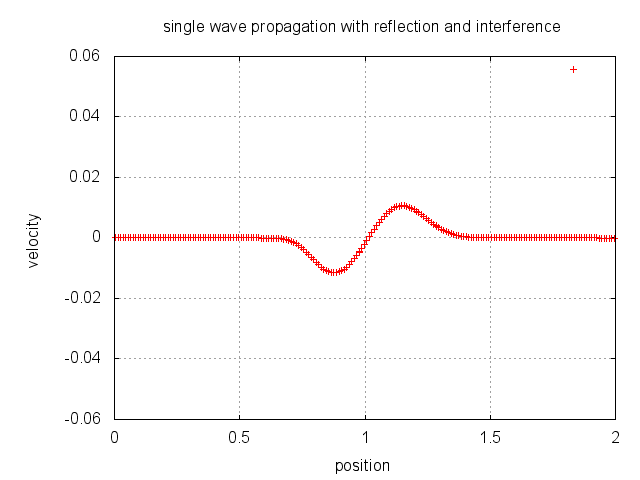 single wave propagation with reflection and interference
0.06
0.04
0.02
0
-0.02
-0.04
-0.06
velocity
0 0.5 1 1.5 2
position